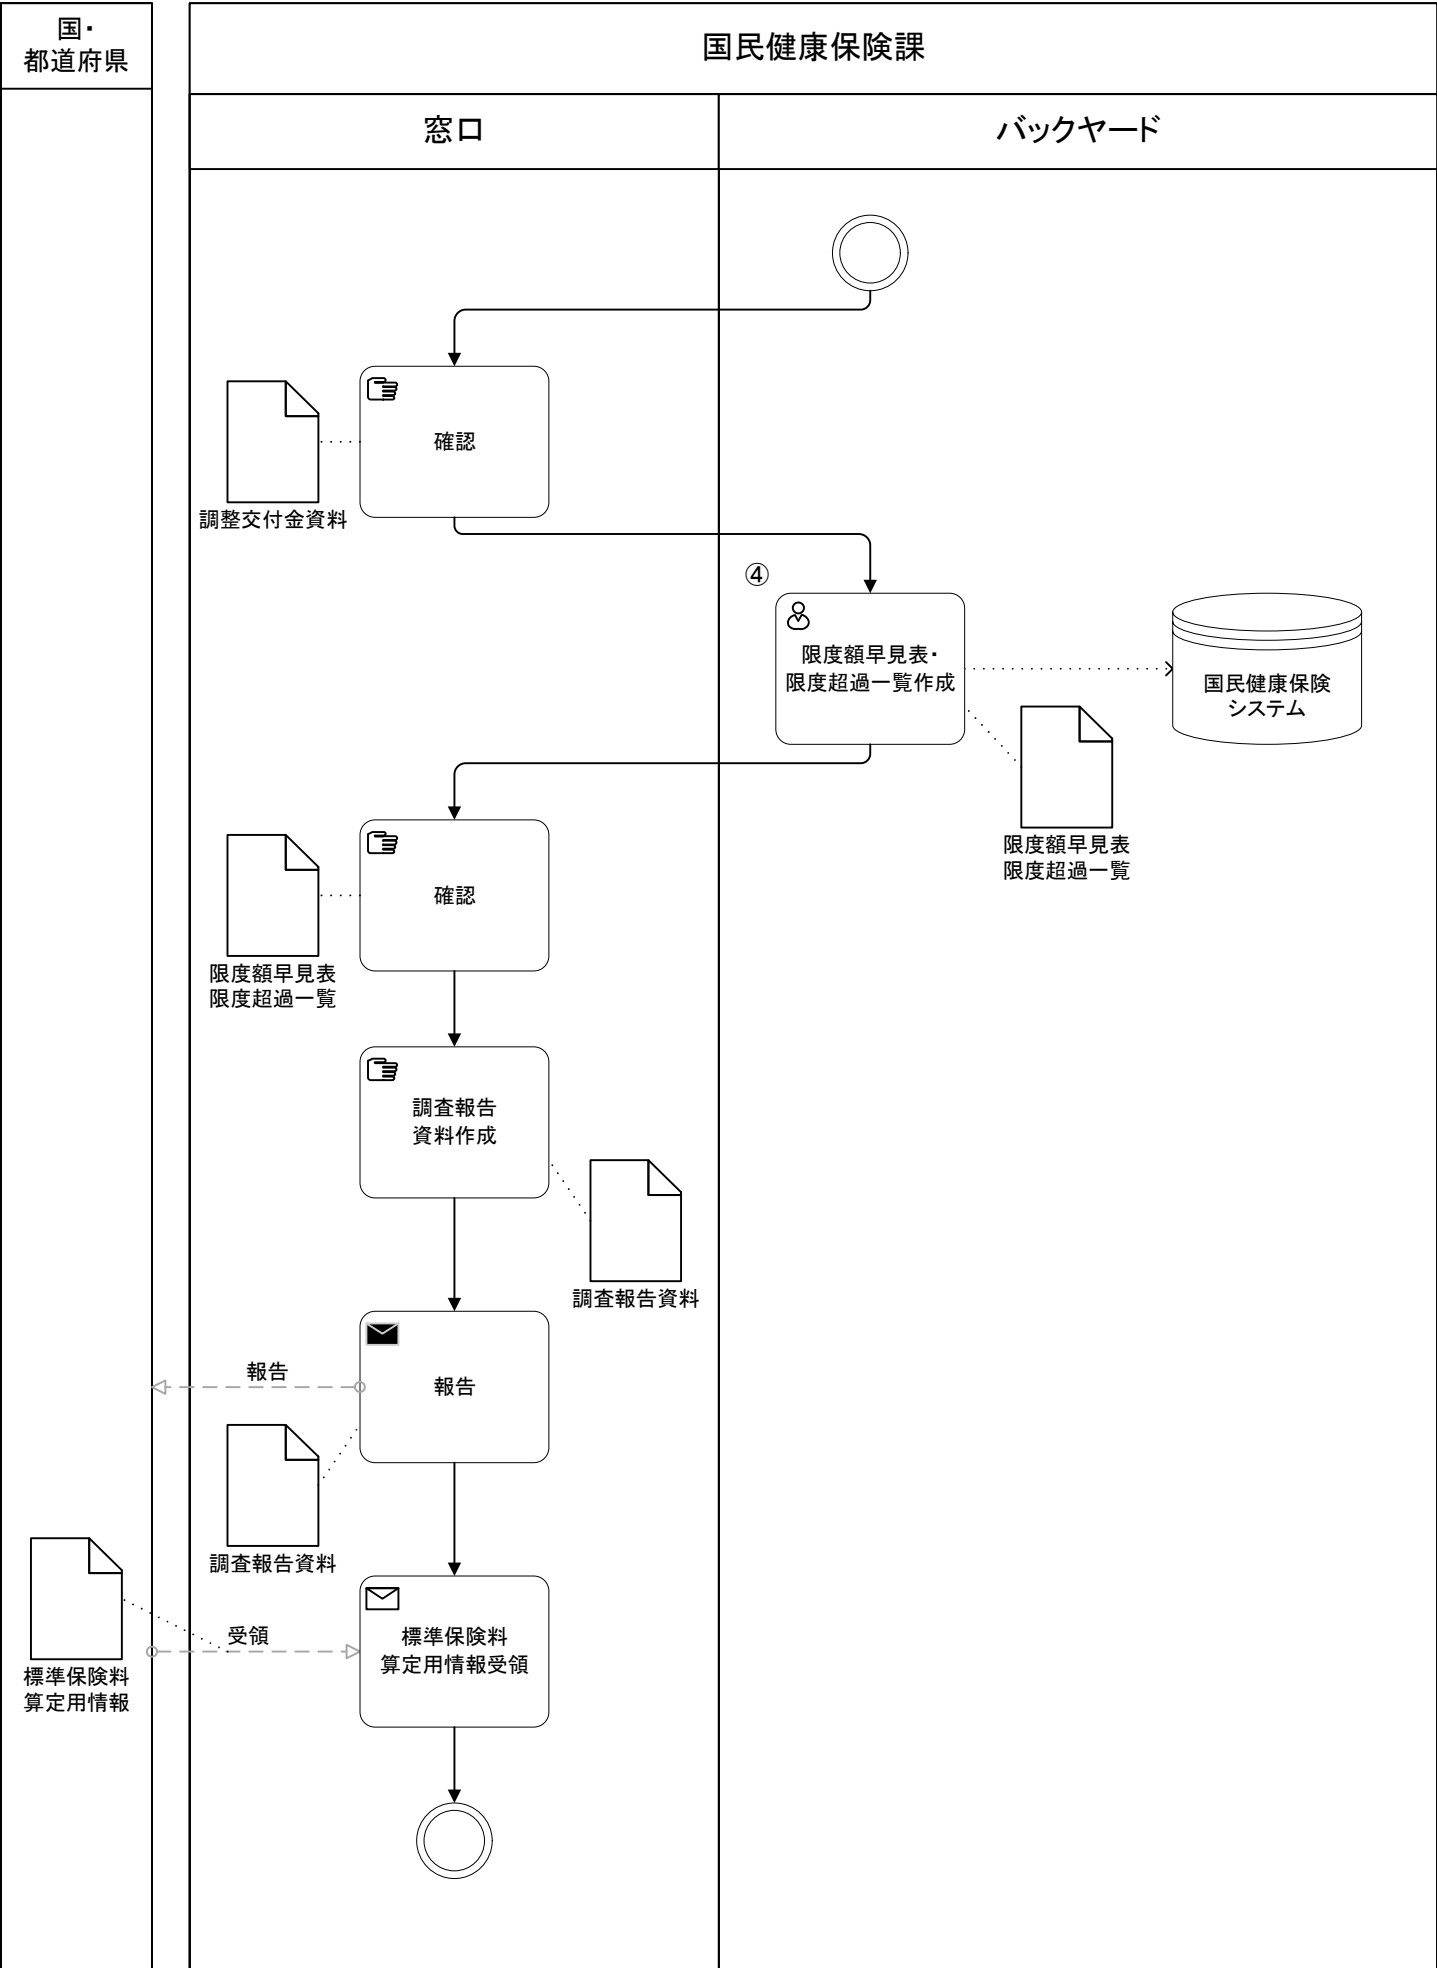 国・
都道府県
国民健康保険課
窓口
バックヤード
確認
調整交付金資料
④
限度額早見表・
限度超過一覧作成
国民健康保険
システム
限度額早見表
限度超過一覧
確認
限度額早見表
限度超過一覧
調査報告
資料作成
調査報告資料
報告
報告
調査報告資料
受領
標準保険料
算定用情報受領
標準保険料
算定用情報